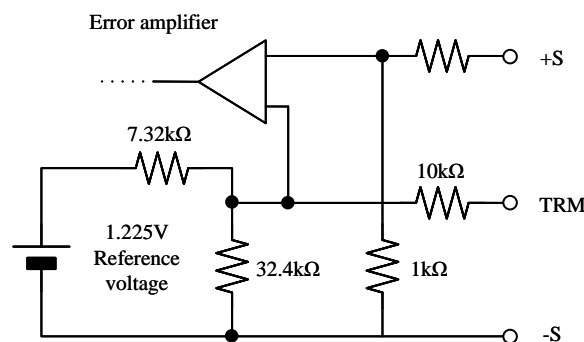 Error amplifier
+S
7.32kΩ
10kΩ
TRM
1.225V
Reference
voltage
32.4kΩ
1kΩ
-S